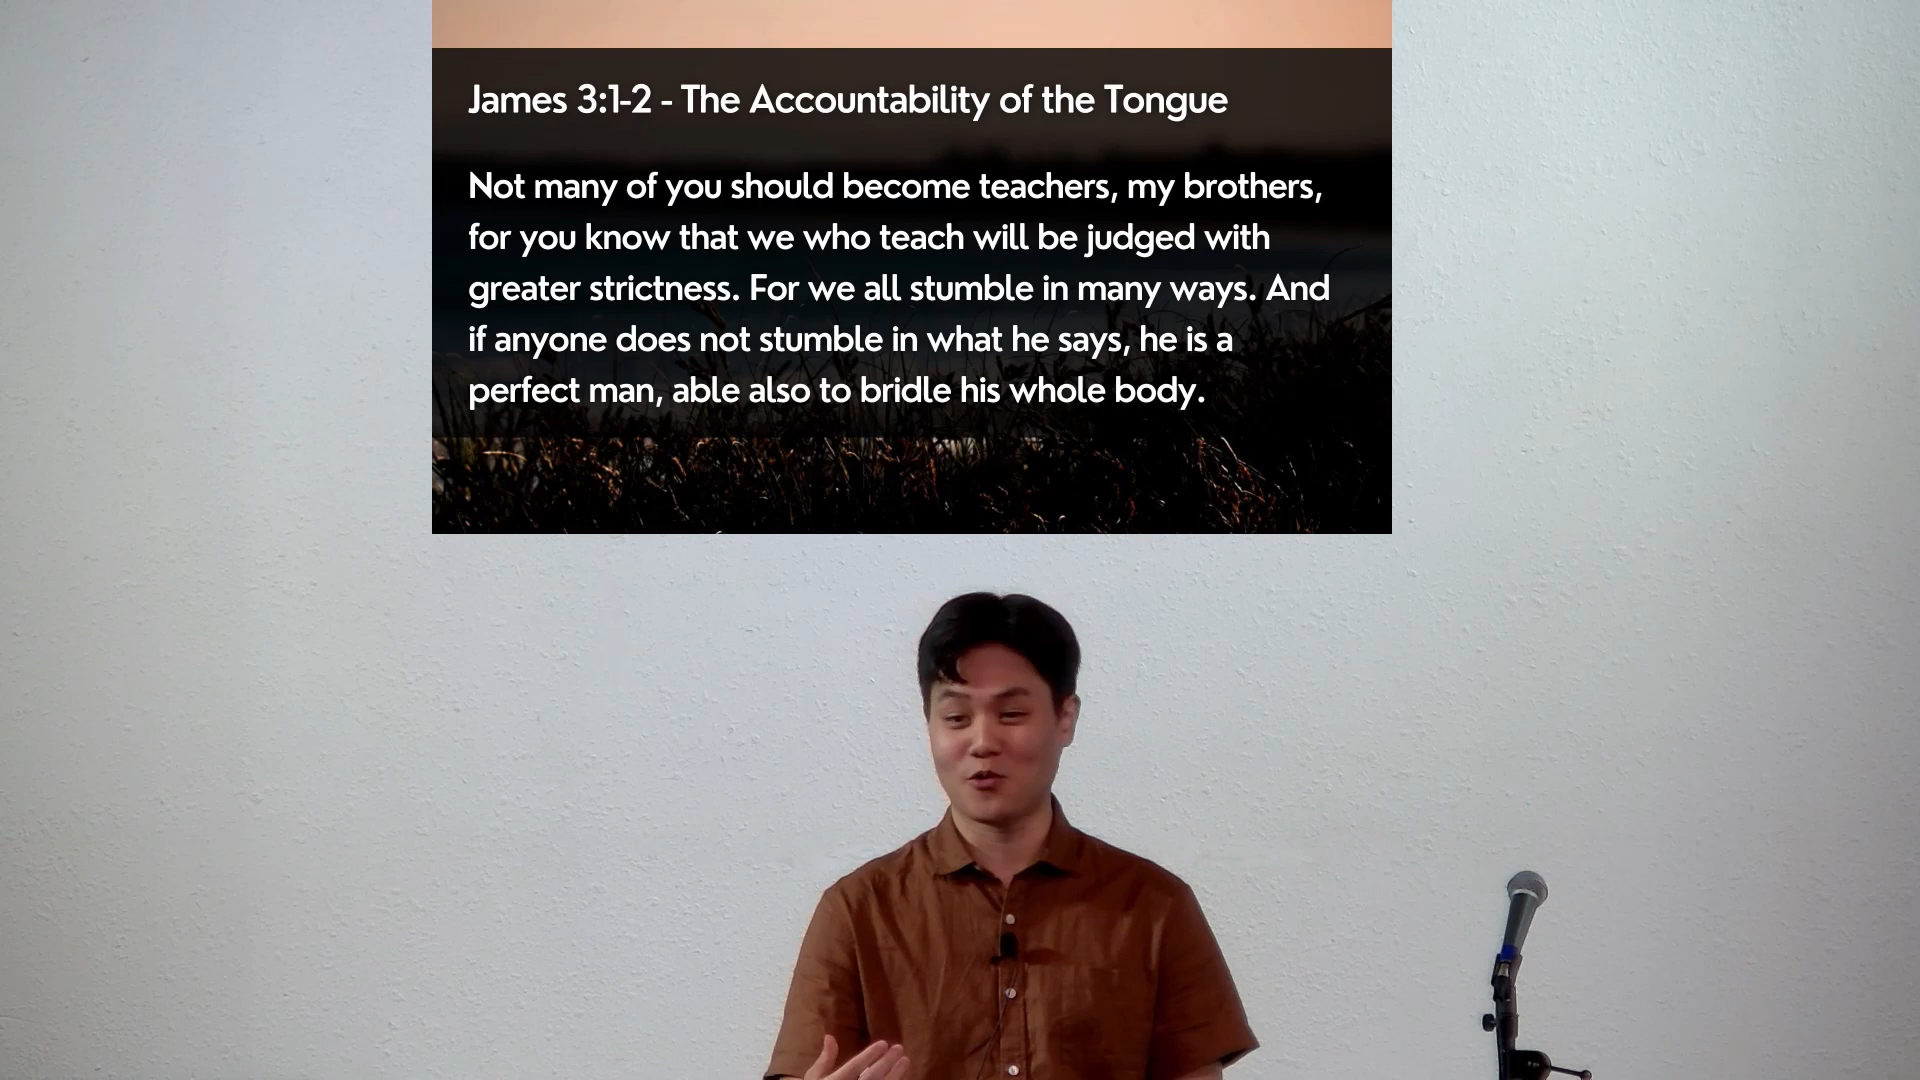 James 3:1-2 - The Accountability of the Tongue
Not many of you should become teachers, my brothers,
for you know that we who teach will be judged with
greater strictness. For we all stumble in many ways. And
if anyone does not stumble in what he says, he is a
perfect man, able also to bridle his whole body.